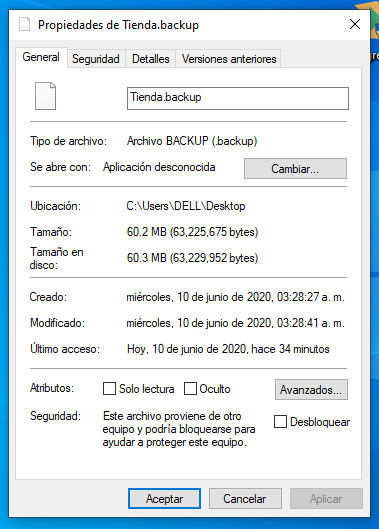 Propiedades de Tienda.backup
General Seguridad Detalles Versiones anteriores
Tienda.backup
Tipo de archivo: Archivo BACKUP (.backup)
Se abre con: Aplicación desconocida Cambiar...
Ubicación: C:\Users\DELL\Desktop
Tamaño: 60.2 MB (63,225,675 bytes)
Tamaño en
disco: 60.3 MB (63,229,952 bytes)
Creado: miércoles, 10 de junio de 2020, 03:28:27 a. m.
Modificado: miércoles, 10 de junio de 2020, 03:28:41 a. m.
Último acceso: Hoy, 10 de junio de 2020, hace 34 minutos
Atributos: Solo lectura Oculto Avanzados...
Seguridad: Este archivo proviene de otro
equipo y podría bloquearse para
ayudar a proteger este equipo.
Desbloquear
Aceptar Cancelar Aplicar